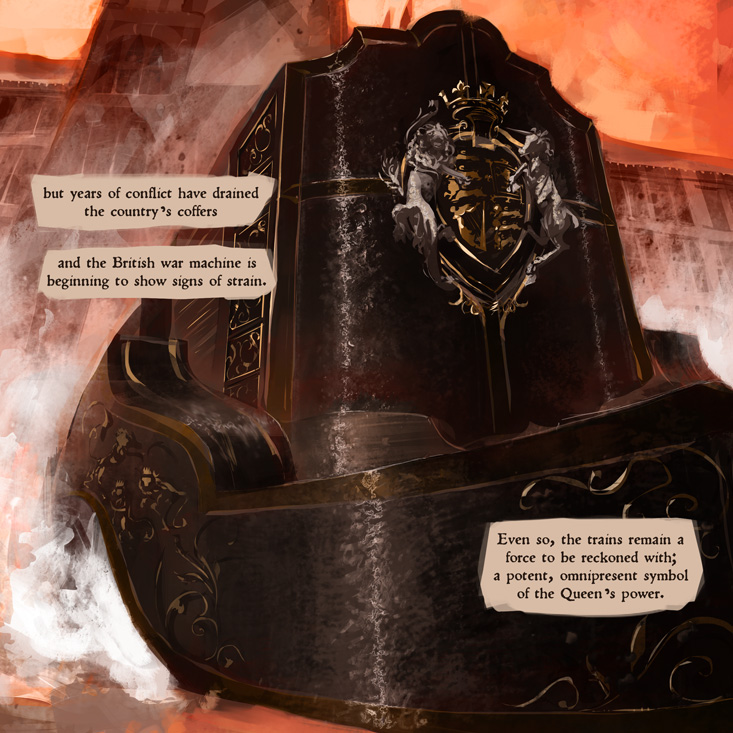 but years of conflict have drained
the country's coffers
and the British war machine is
beginning to show signs of strain.
Even so, the trains remain a
force to be reckoned with;
a potent, omnipresent symbol
of the Queen's power.